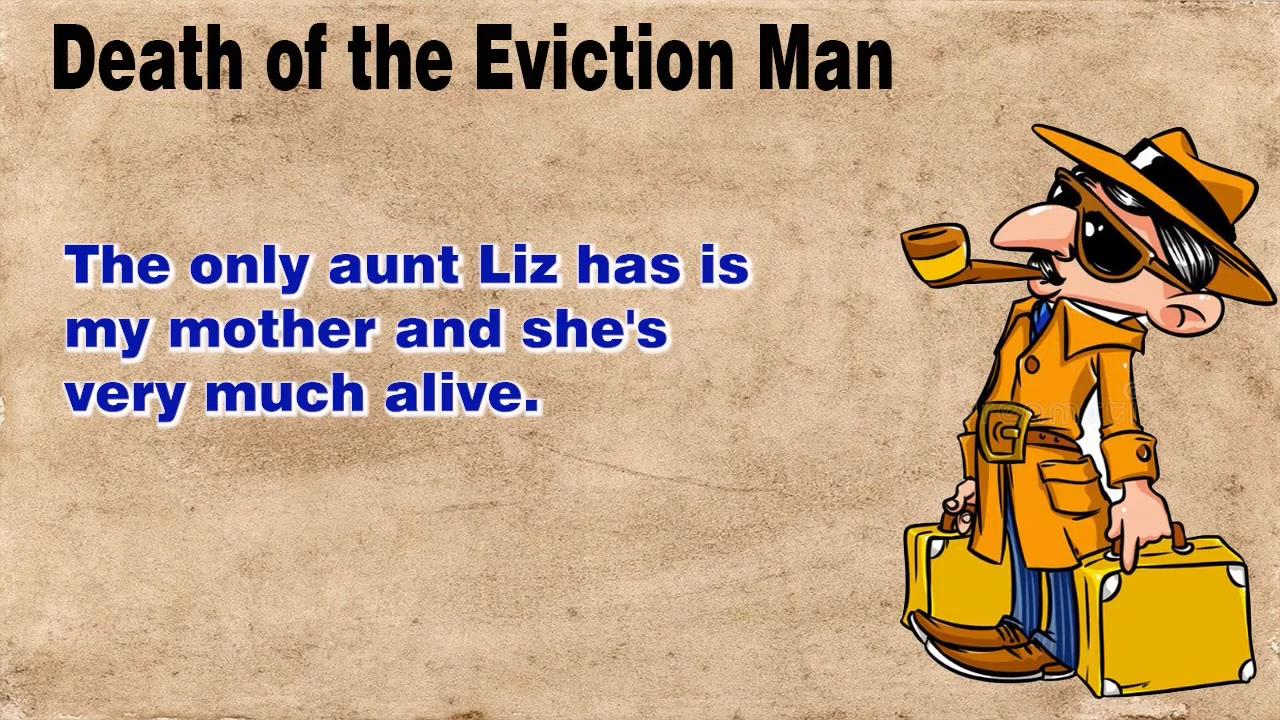 Death of the Eviction Man
The only aunt Liz has is
my mother and she's
very much alive.